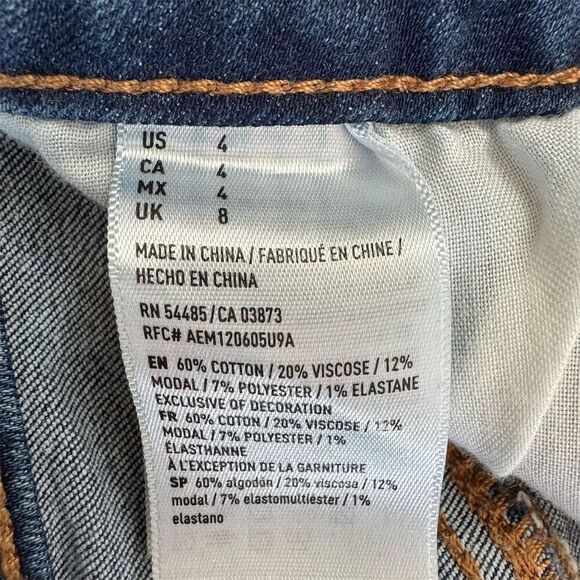 US 4
CA 4
MX 4
UK 8
MADE IN CHINA / FABRIQUÉ EN CHINE /
HECHO EN CHINA
RN 54485 / CA 03873
RFC# AEM120605U9A
EN 60% COTTON / 20% VISCOSE / 12%
MODAL / 7% POLYESTER / 1% ELASTANE
EXCLUSIVE OF DECORATION
FR 60% COTON / 20% VISCOSE / 12%
MODAL / 7% POLYESTER / 1%
ÉLASTHANNE
À L'EXCEPTION DE LA GARNITURE
SP 60% algodón / 20% viscosa / 12%
modal / 7% elastomultiéster / 1%
elastano